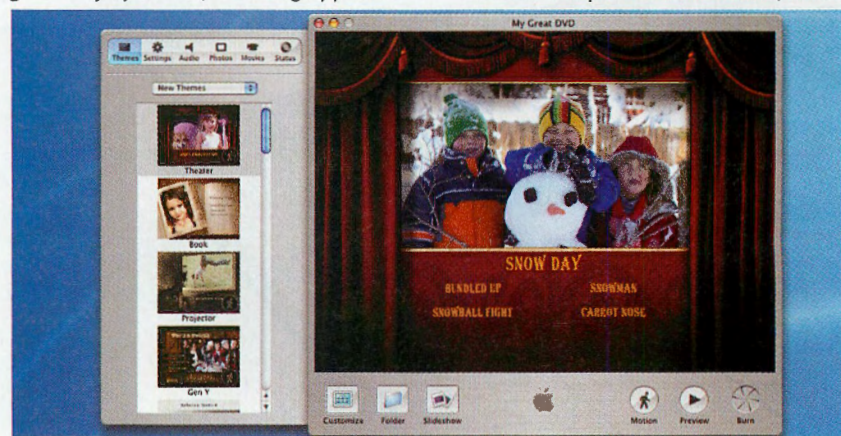 My Great DVD
Themes Settings Audio Photos Movies Status
New Themes
Theater
Book
Projector
Gen Y
SNOW DAY
BUNDLED UP SNOWMAN
SNOWBALL FIGHT CARROT NOSE
Customize Folder Slideshow Motion Preview Burn